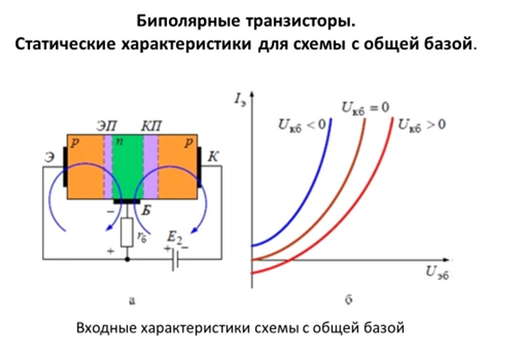 Биполярные транзисторы.
Статические характеристики для схемы с общей базой.
ЭП КП
p n p
Э К
− Б
rб E₂
+ + −
а
Iэ
Uкб < 0 Uкб = 0 Uкб > 0
Uэб
б
Входные характеристики схемы с общей базой